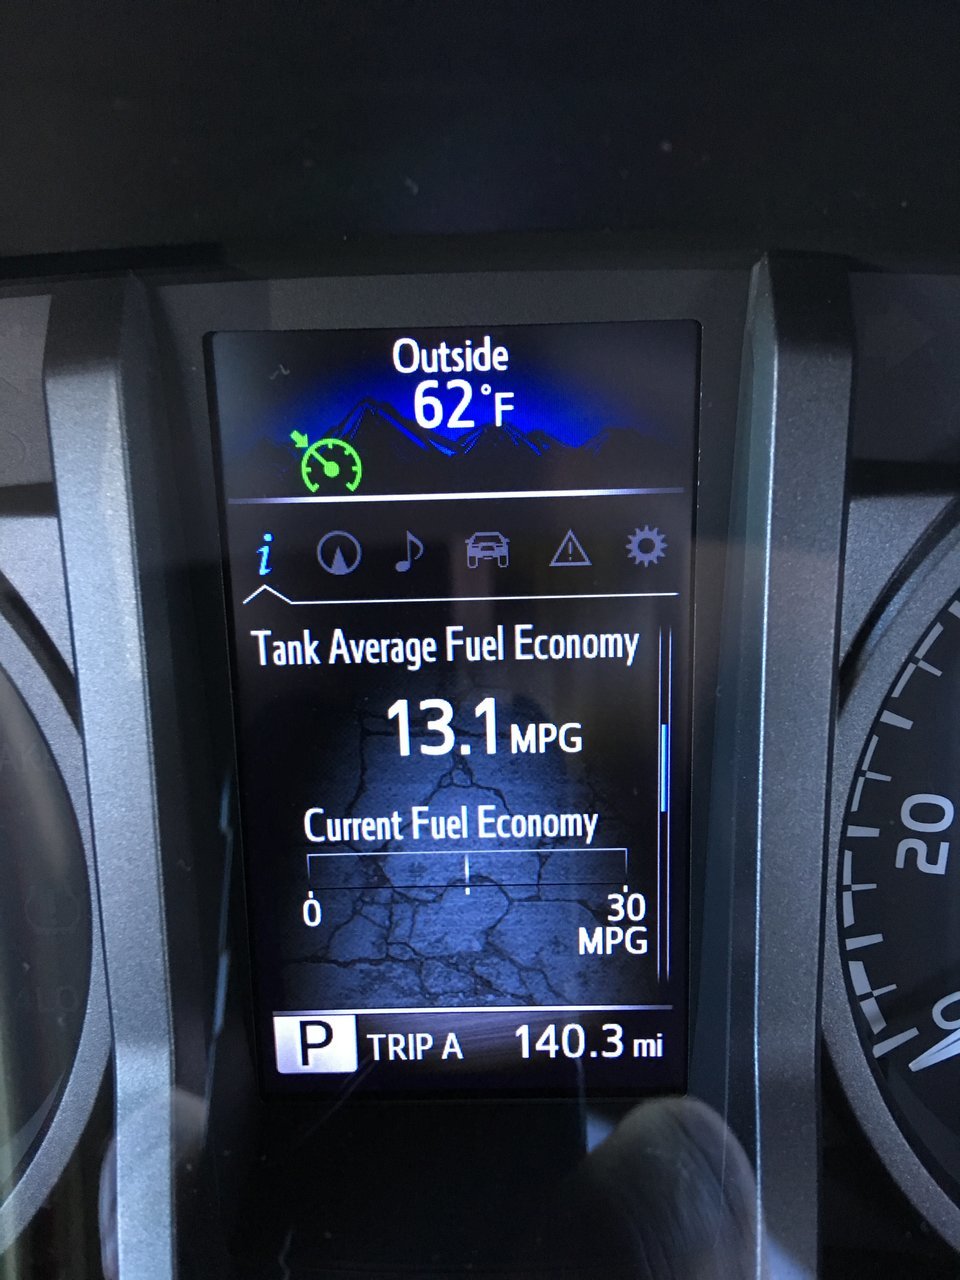 Outside
62°F
i
Tank Average Fuel Economy
13.1 MPG
Current Fuel Economy
0 30
MPG
P TRIP A 140.3 mi
20
0